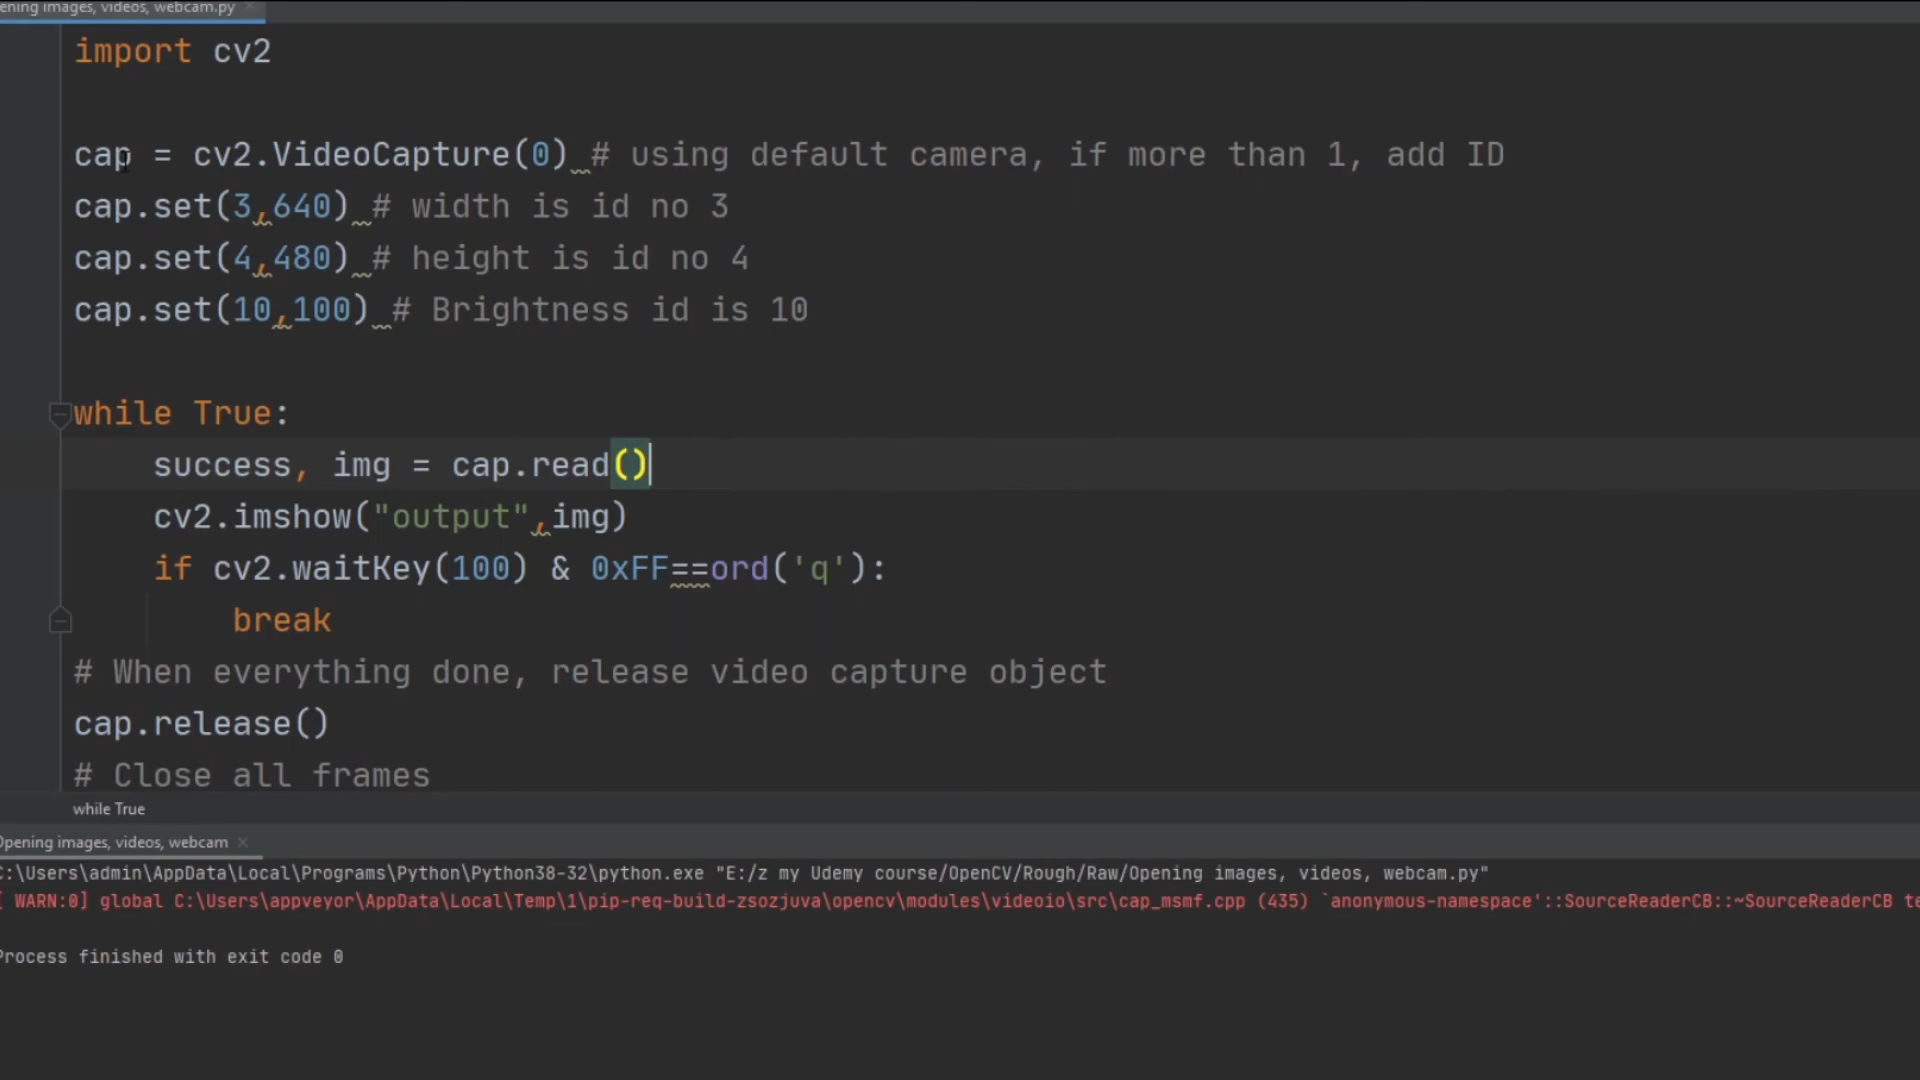 ening images, videos, webcam.py
import cv2
cap = cv2.VideoCapture(0) # using default camera, if more than 1, add ID
cap.set(3,640) # width is id no 3
cap.set(4,480) # height is id no 4
cap.set(10,100) # Brightness id is 10
while True:
success, img = cap.read()
cv2.imshow("output",img)
if cv2.waitKey(100) & 0xFF==ord('q'):
break
# When everything done, release video capture object
cap.release()
# Close all frames
while True
Opening images, videos, webcam
C:\Users\admin\AppData\Local\Programs\Python\Python38-32\python.exe "E:/z my Udemy course/OpenCV/Rough/Raw/Opening images, videos, webcam.py"
[ WARN:0] global C:\Users\appveyor\AppData\Local\Temp\1\pip-req-build-zsozjuva\opencv\modules\videoio\src\cap_msmf.cpp (435) `anonymous-namespace'::SourceReaderCB::~SourceReaderCB te
Process finished with exit code 0